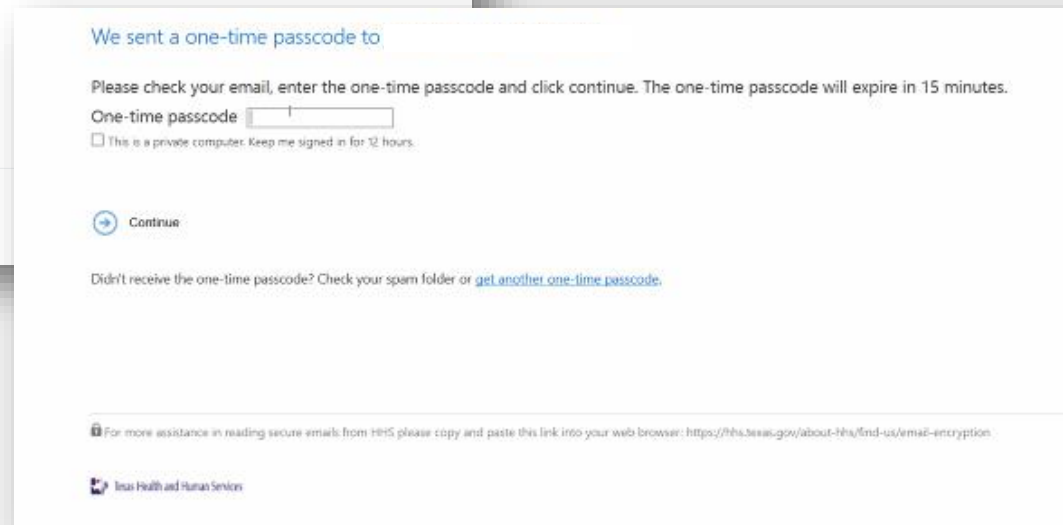 We sent a one-time passcode to
Please check your email, enter the one-time passcode and click continue. The one-time passcode will expire in 15 minutes.
One-time passcode
This is a private computer. Keep me signed in for 12 hours.
Continue
Didn't receive the one-time passcode? Check your spam folder or get another one-time passcode.
For more assistance in reading secure emails from HHS please copy and paste this link into your web browser: https://hhs.texas.gov/about-hhs/find-us/email-encryption
Texas Health and Human Services